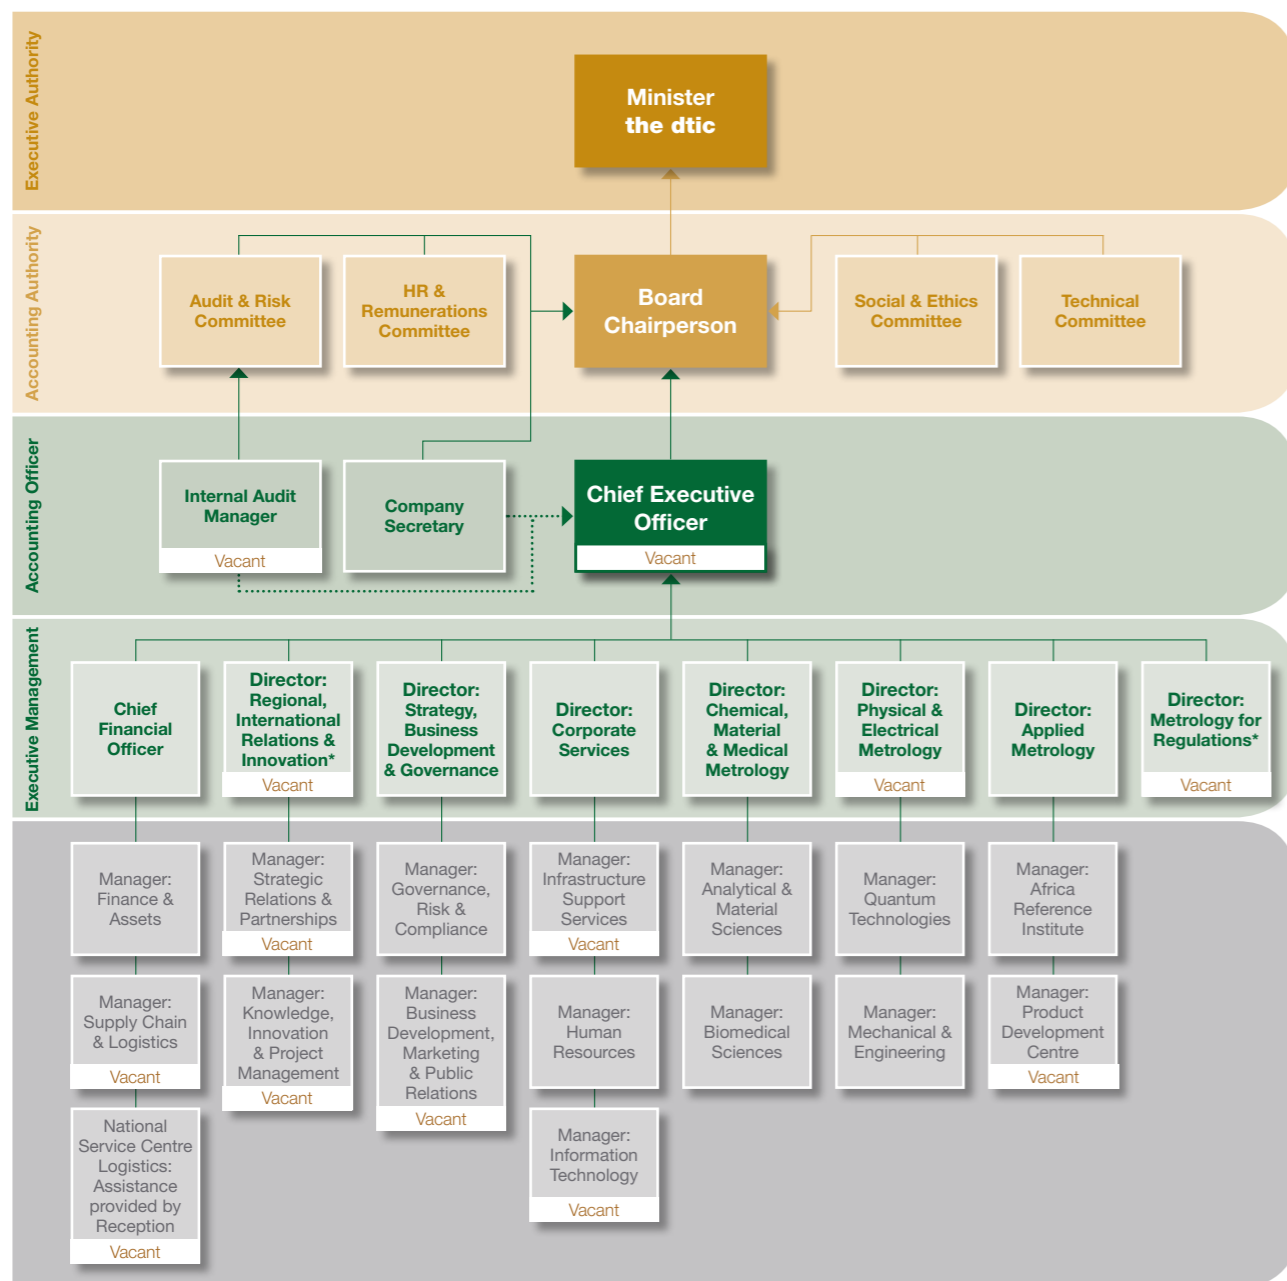 Executive Authority
Minister
the dtic
Accounting Authority
Audit & Risk
Committee
HR &
Remunerations
Committee
Board
Chairperson
Social & Ethics
Committee
Technical
Committee
Accounting Officer
Internal Audit
Manager
Vacant
Company
Secretary
Chief Executive
Officer
Vacant
Executive Management
Chief
Financial
Officer
Director:
Regional,
International
Relations &
Innovation*
Vacant
Director:
Strategy,
Business
Development
& Governance
Director:
Corporate
Services
Director:
Chemical,
Material
& Medical
Metrology
Director:
Physical &
Electrical
Metrology
Vacant
Director:
Applied
Metrology
Director:
Metrology for
Regulations*
Vacant
Manager:
Finance &
Assets
Manager:
Strategic
Relations &
Partnerships
Vacant
Manager:
Governance,
Risk &
Compliance
Manager:
Infrastructure
Support
Services
Vacant
Manager:
Analytical &
Material
Sciences
Manager:
Quantum
Technologies
Manager:
Africa
Reference
Institute
Manager:
Supply Chain
& Logistics
Vacant
Manager:
Knowledge,
Innovation
& Project
Management
Vacant
Manager:
Business
Development,
Marketing
& Public
Relations
Vacant
Manager:
Human
Resources
Manager:
Biomedical
Sciences
Manager:
Mechanical &
Engineering
Manager:
Product
Development
Centre
Vacant
National
Service Centre
Logistics:
Assistance
provided by
Reception
Vacant
Manager:
Information
Technology
Vacant